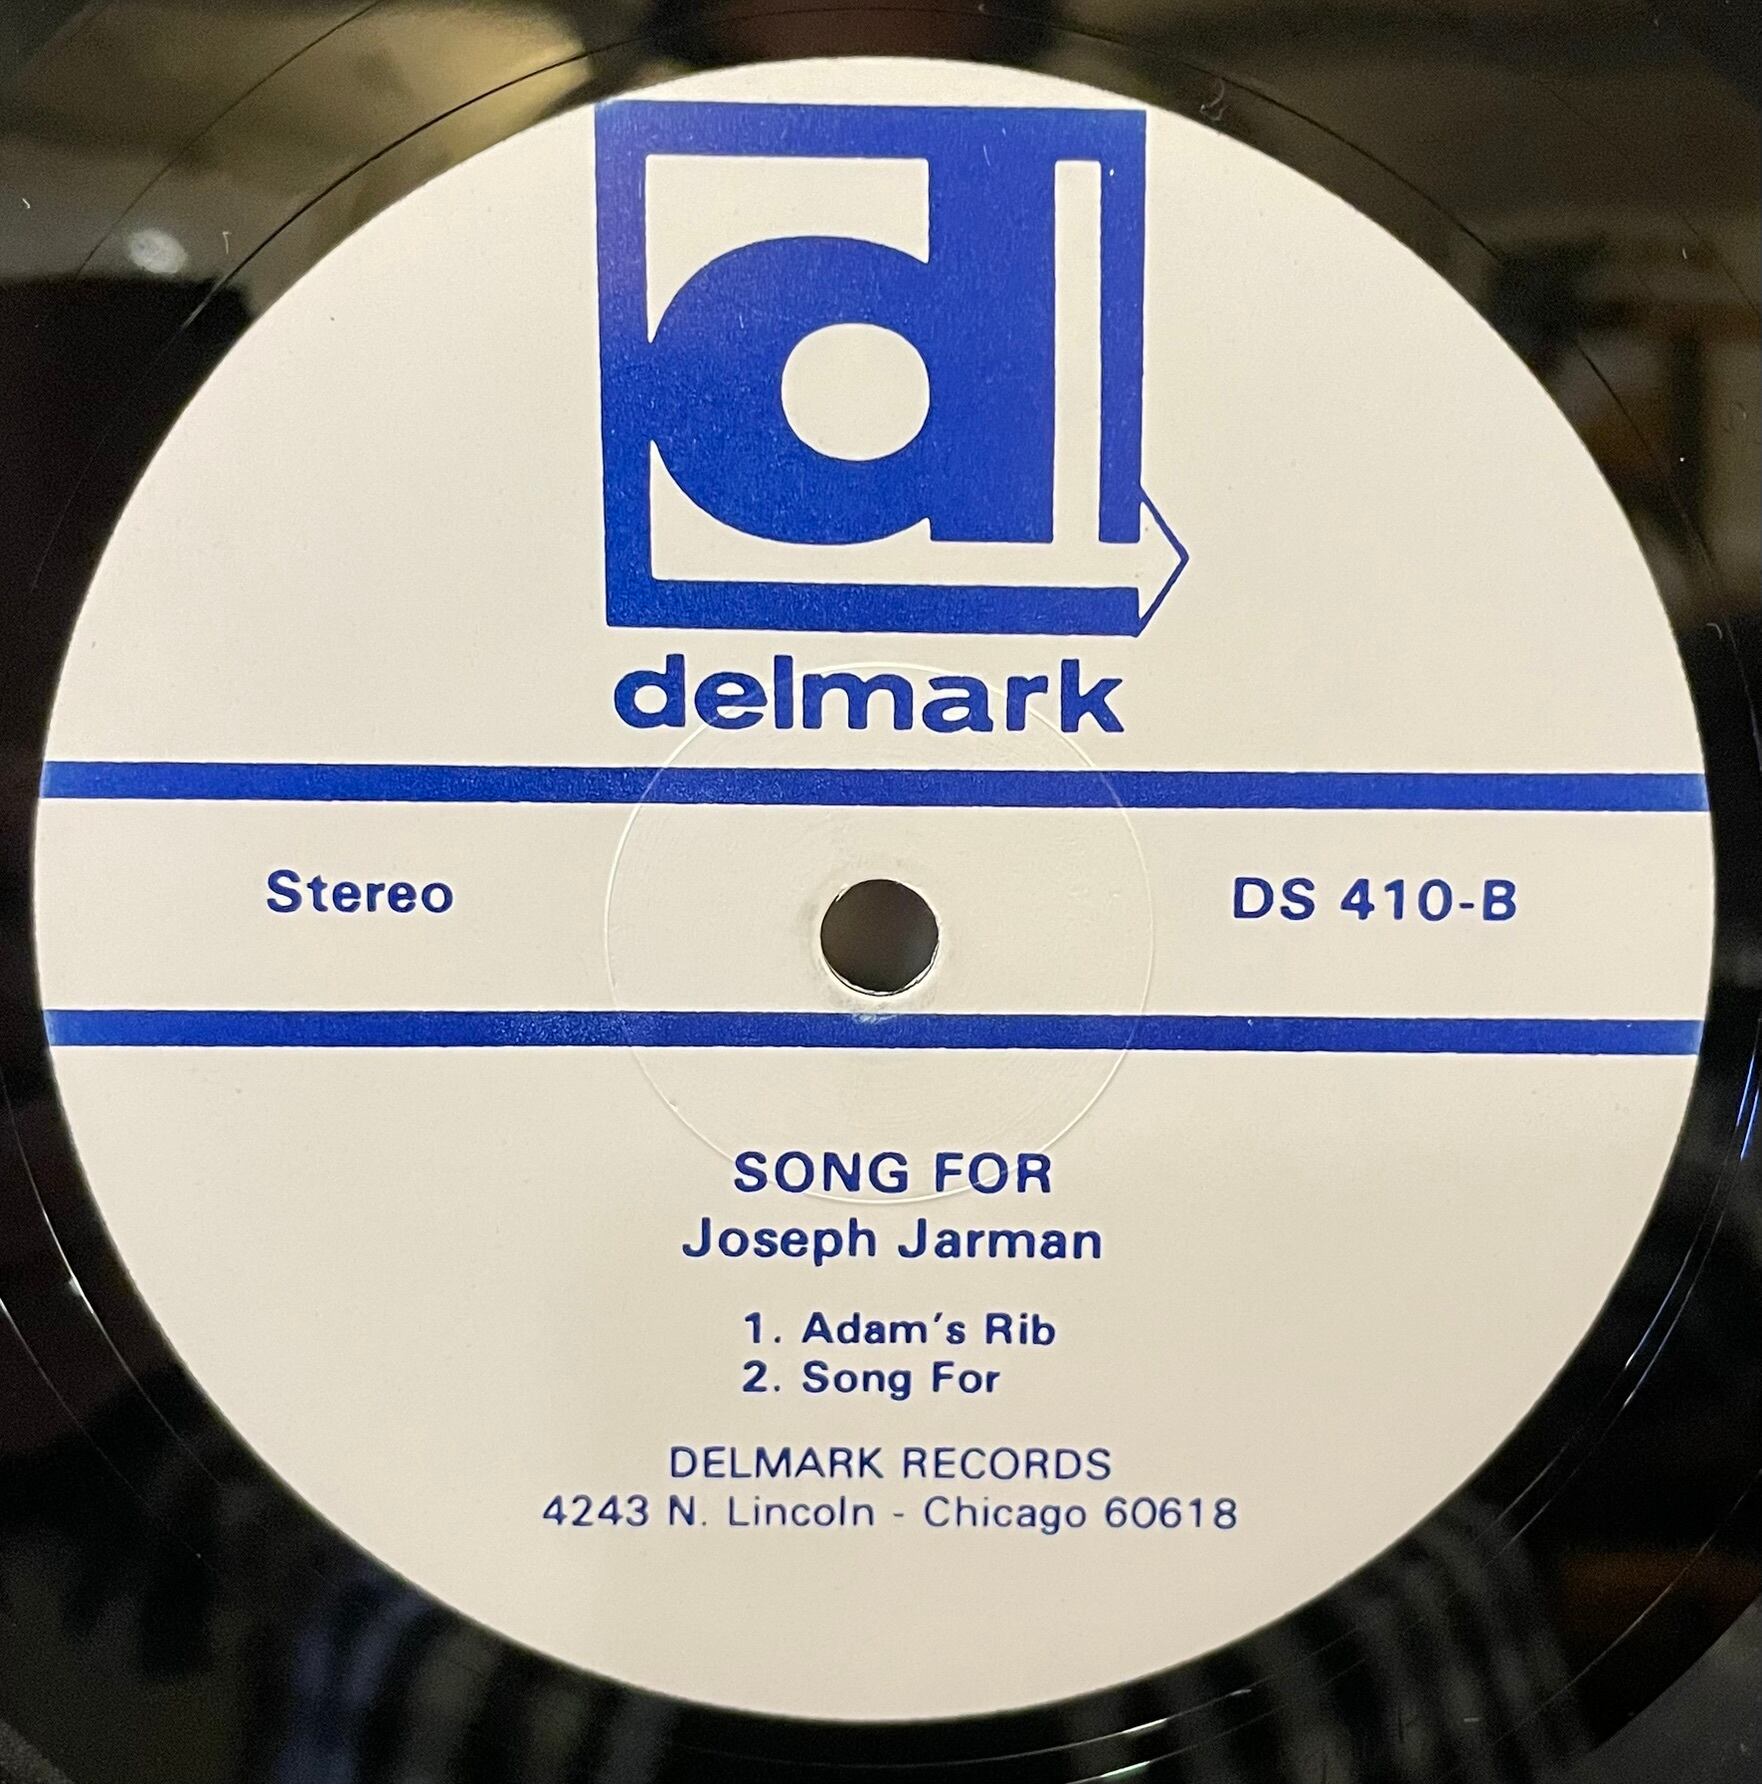 d
delmark
Stereo
DS 410-B
SONG FOR
Joseph Jarman
1. Adam's Rib
2. Song For
DELMARK RECORDS
4243 N. Lincoln - Chicago 60618